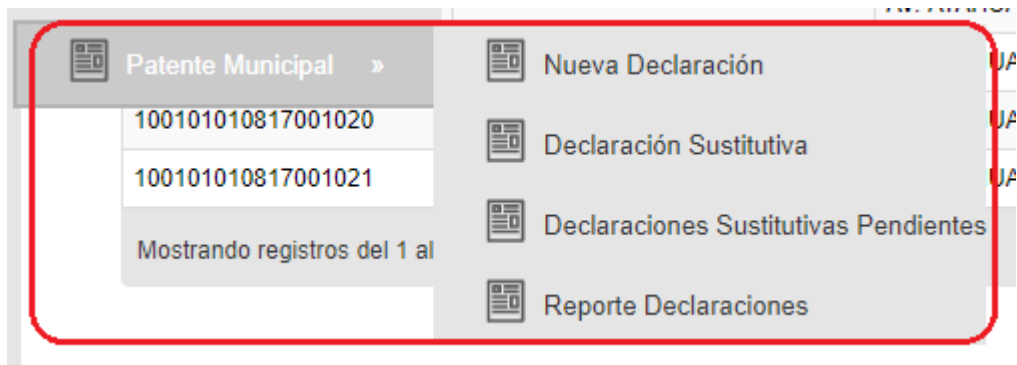 Patente Municipal »
Nueva Declaración
Declaración Sustitutiva
Declaraciones Sustitutivas Pendientes
Reporte Declaraciones
100101010817001020
100101010817001021
Mostrando registros del 1 al